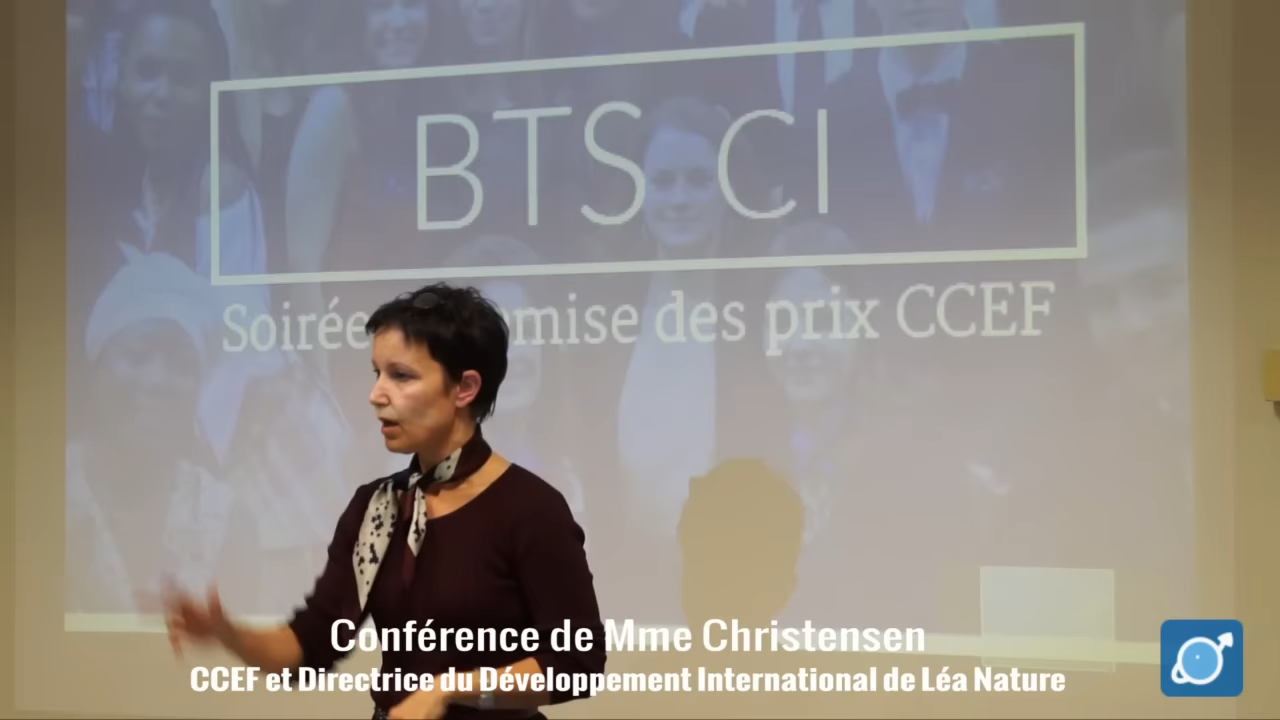 BTS CI
Soirée emise des prix CCEF
Conférence de Mme Christensen
CCEF et Directrice du Développement International de Léa Nature